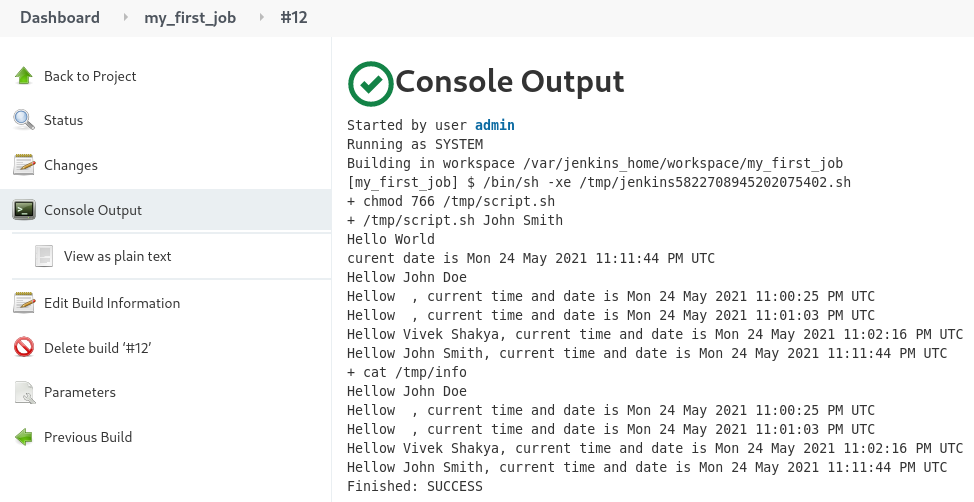 Dashboard my_first_job #12
Back to Project
Status
Changes
Console Output
View as plain text
Edit Build Information
Delete build ‘#12’
Parameters
Previous Build
Console Output
Started by user admin
Running as SYSTEM
Building in workspace /var/jenkins_home/workspace/my_first_job
[my_first_job] $ /bin/sh -xe /tmp/jenkins5822708945202075402.sh
+ chmod 766 /tmp/script.sh
+ /tmp/script.sh John Smith
Hello World
curent date is Mon 24 May 2021 11:11:44 PM UTC
Hellow John Doe
Hellow  , current time and date is Mon 24 May 2021 11:00:25 PM UTC
Hellow  , current time and date is Mon 24 May 2021 11:01:03 PM UTC
Hellow Vivek Shakya, current time and date is Mon 24 May 2021 11:02:16 PM UTC
Hellow John Smith, current time and date is Mon 24 May 2021 11:11:44 PM UTC
+ cat /tmp/info
Hellow John Doe
Hellow  , current time and date is Mon 24 May 2021 11:00:25 PM UTC
Hellow  , current time and date is Mon 24 May 2021 11:01:03 PM UTC
Hellow Vivek Shakya, current time and date is Mon 24 May 2021 11:02:16 PM UTC
Hellow John Smith, current time and date is Mon 24 May 2021 11:11:44 PM UTC
Finished: SUCCESS